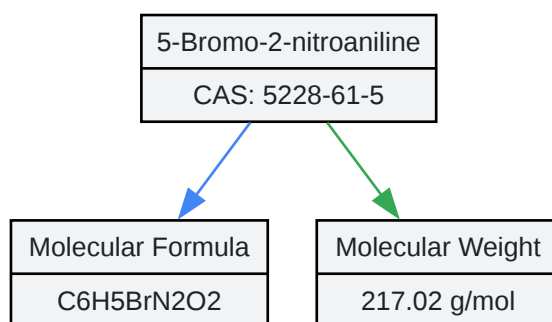 5-Bromo-2-nitroaniline
CAS: 5228-61-5
Molecular Formula
C6H5BrN2O2
Molecular Weight
217.02 g/mol